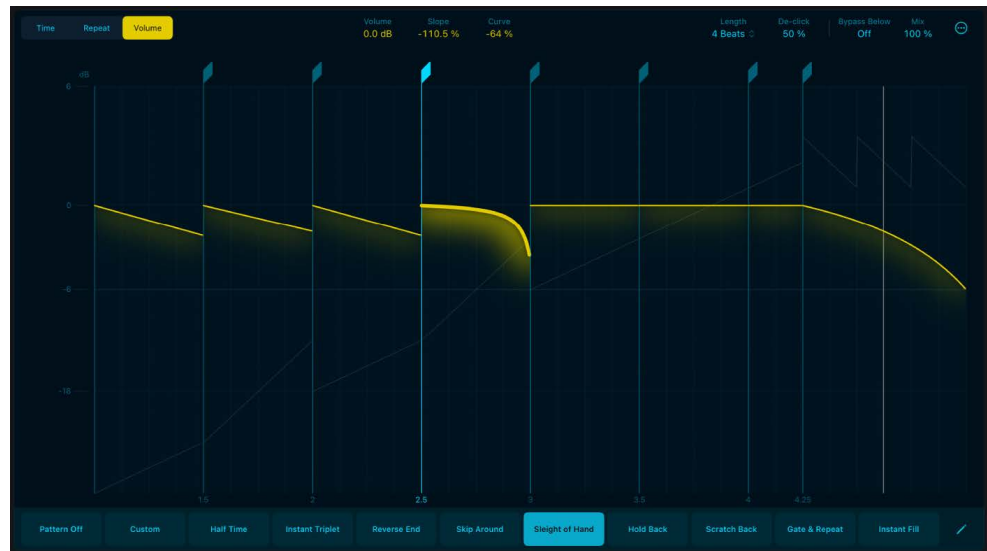 Time Repeat Volume
Volume Slope Curve Length De-click Bypass Below Mix
0.0 dB -110.5 % -64 % 4 Beats 50 % Off 100 %
dB
6
0
-6
-18
1.5 2 2.5 3 3.5 4 4.25
Pattern Off Custom Half Time Instant Triplet Reverse End Skip Around Sleight of Hand Hold Back Scratch Back Gate & Repeat Instant Fill